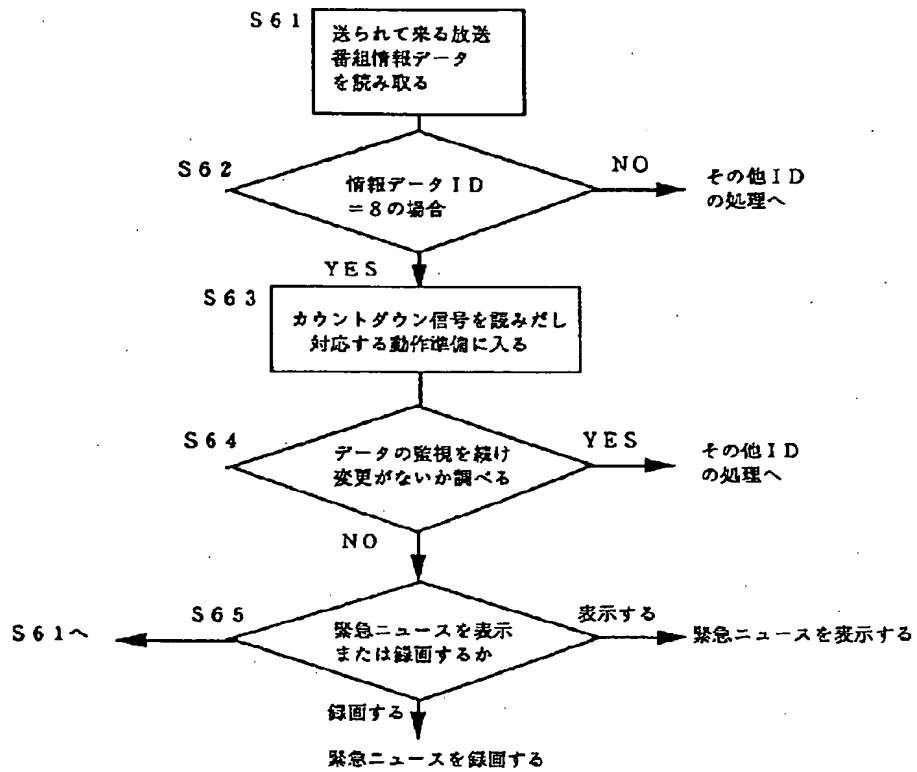 S61
送られて来る放送
番組情報データ
を読み取る
S62
情報データID
=8の場合
NO
その他ID
の処理へ
YES
S63
カウントダウン信号を読みだし
対応する動作準備に入る
S64
データの監視を続け
変更がないか調べる
YES
その他ID
の処理へ
NO
S65
緊急ニュースを表示
または録画するか
表示する
緊急ニュースを表示する
S61へ
録画する
緊急ニュースを録画する